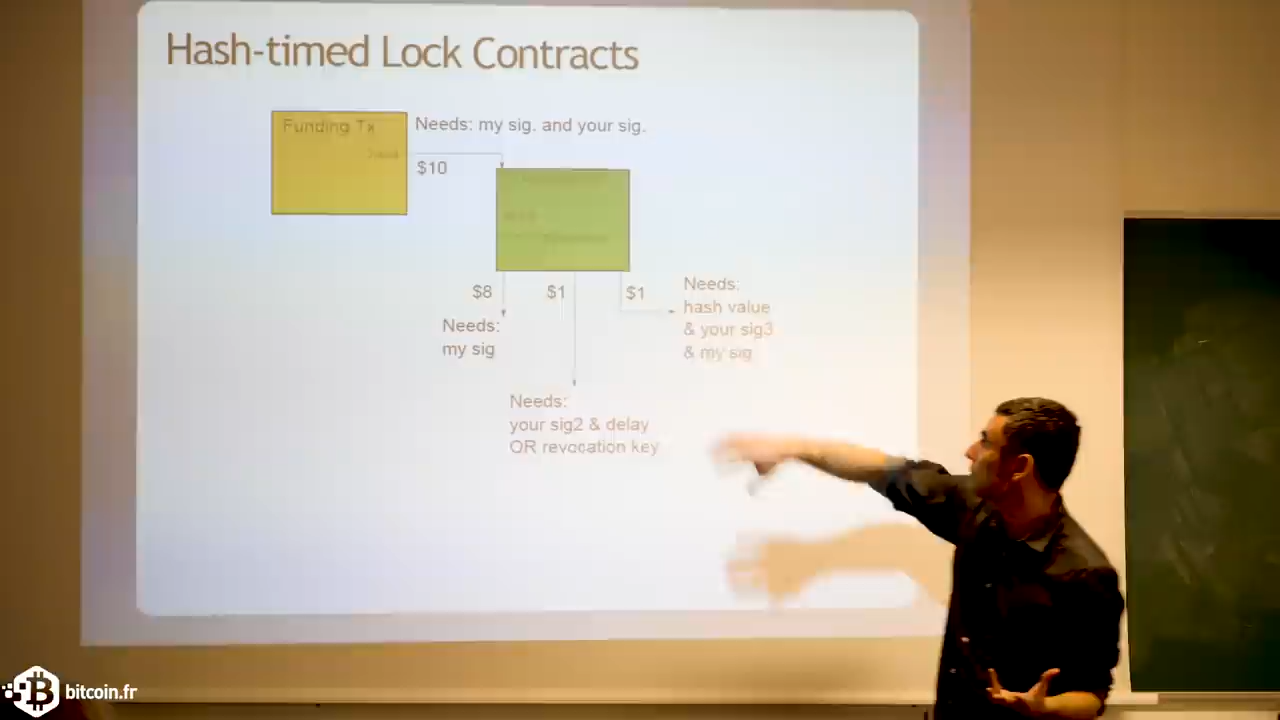 Hash-timed Lock Contracts
Funding Tx
Needs: my sig. and your sig.
$10
$8
$1
$1
Needs:
hash value
& your sig3
& my sig
Needs:
my sig
Needs:
your sig2 & delay
OR revocation key
bitcoin.fr